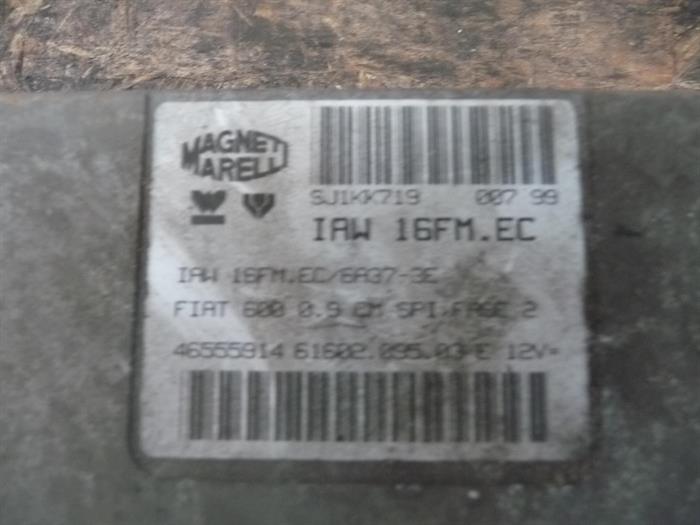 MAGNETI
MARELLI
SJ1KK719 007 99
IAW 16FM.EC
IAW 16FM.EC/6A37-3E
FIAT 600 0.9 CM SPI FASE 2
46555914 61602.095.03 E 12V=